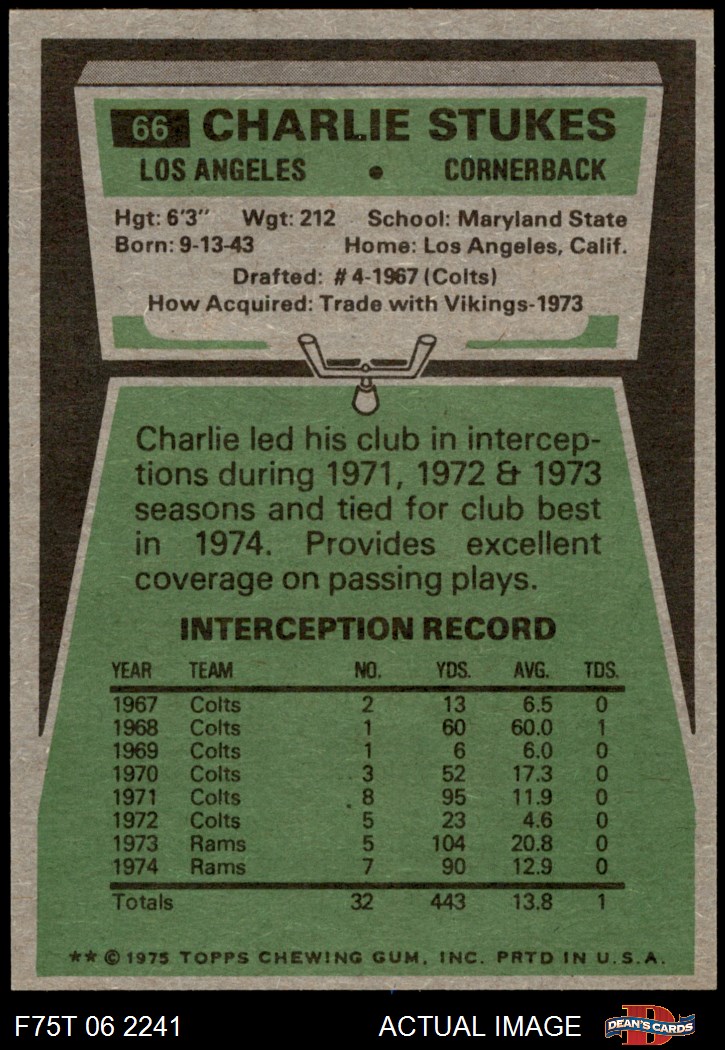 66 CHARLIE STUKES
LOS ANGELES • CORNERBACK
Hgt: 6'3" Wgt: 212 School: Maryland State
Born: 9-13-43 Home: Los Angeles, Calif.
Drafted: #4-1967 (Colts)
How Acquired: Trade with Vikings-1973
Charlie led his club in intercep-
tions during 1971, 1972 & 1973
seasons and tied for club best
in 1974. Provides excellent
coverage on passing plays.
INTERCEPTION RECORD
YEAR TEAM NO. YDS. AVG. TDS.
1967 Colts 2 13 6.5 0
1968 Colts 1 60 60.0 1
1969 Colts 1 6 6.0 0
1970 Colts 3 52 17.3 0
1971 Colts 8 95 11.9 0
1972 Colts 5 23 4.6 0
1973 Rams 5 104 20.8 0
1974 Rams 7 90 12.9 0
Totals 32 443 13.8 1
** © 1975 TOPPS CHEWING GUM, INC. PRTD IN U.S.A.
F75T 06 2241 ACTUAL IMAGE D DEAN'S CARDS